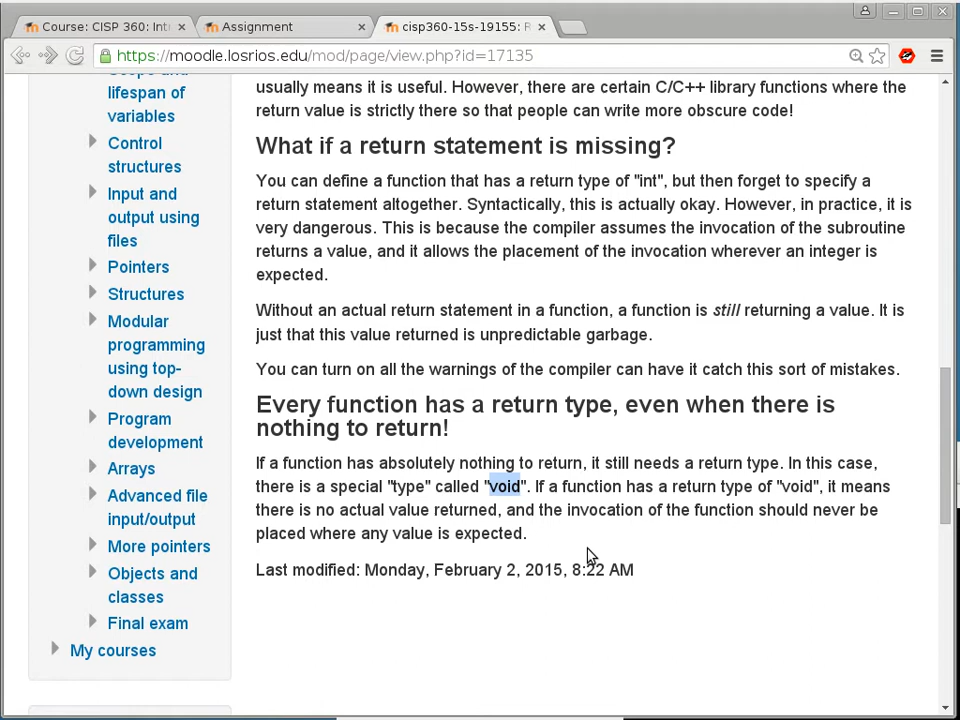 Course: CISP 360: Int
Assignment
cisp360-15s-19155: R
https://moodle.losrios.edu/mod/page/view.php?id=17135
lifespan of
variables
Control
structures
Input and
output using
files
Pointers
Structures
Modular
programming
using top-
down design
Program
development
Arrays
Advanced file
input/output
More pointers
Objects and
classes
Final exam
My courses
usually means it is useful. However, there are certain C/C++ library functions where the
return value is strictly there so that people can write more obscure code!
What if a return statement is missing?
You can define a function that has a return type of "int", but then forget to specify a
return statement altogether. Syntactically, this is actually okay. However, in practice, it is
very dangerous. This is because the compiler assumes the invocation of the subroutine
returns a value, and it allows the placement of the invocation wherever an integer is
expected.
Without an actual return statement in a function, a function is still returning a value. It is
just that this value returned is unpredictable garbage.
You can turn on all the warnings of the compiler can have it catch this sort of mistakes.
Every function has a return type, even when there is
nothing to return!
If a function has absolutely nothing to return, it still needs a return type. In this case,
there is a special "type" called "void". If a function has a return type of "void", it means
there is no actual value returned, and the invocation of the function should never be
placed where any value is expected.
Last modified: Monday, February 2, 2015, 8:22 AM